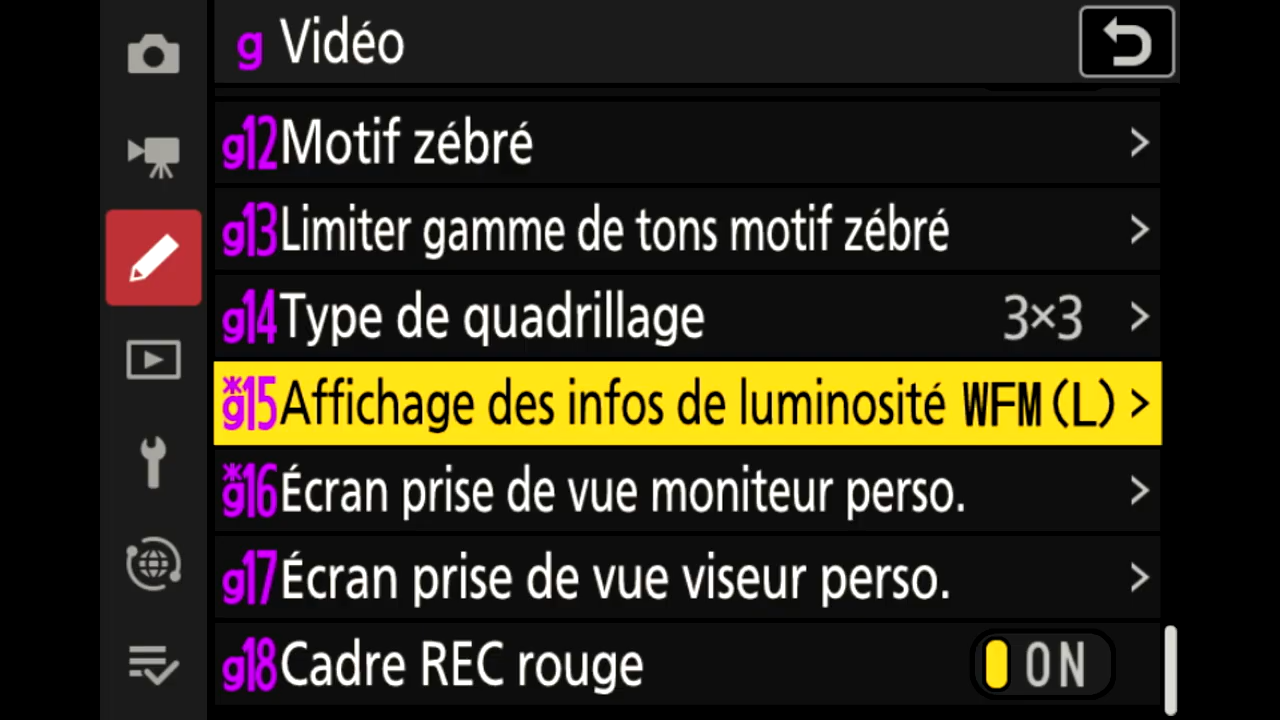 g Vidéo
g12 Motif zébré
g13 Limiter gamme de tons motif zébré
g14 Type de quadrillage 3×3
*g15 Affichage des infos de luminosité WFM(L)
*g16 Écran prise de vue moniteur perso.
g17 Écran prise de vue viseur perso.
g18 Cadre REC rouge ON